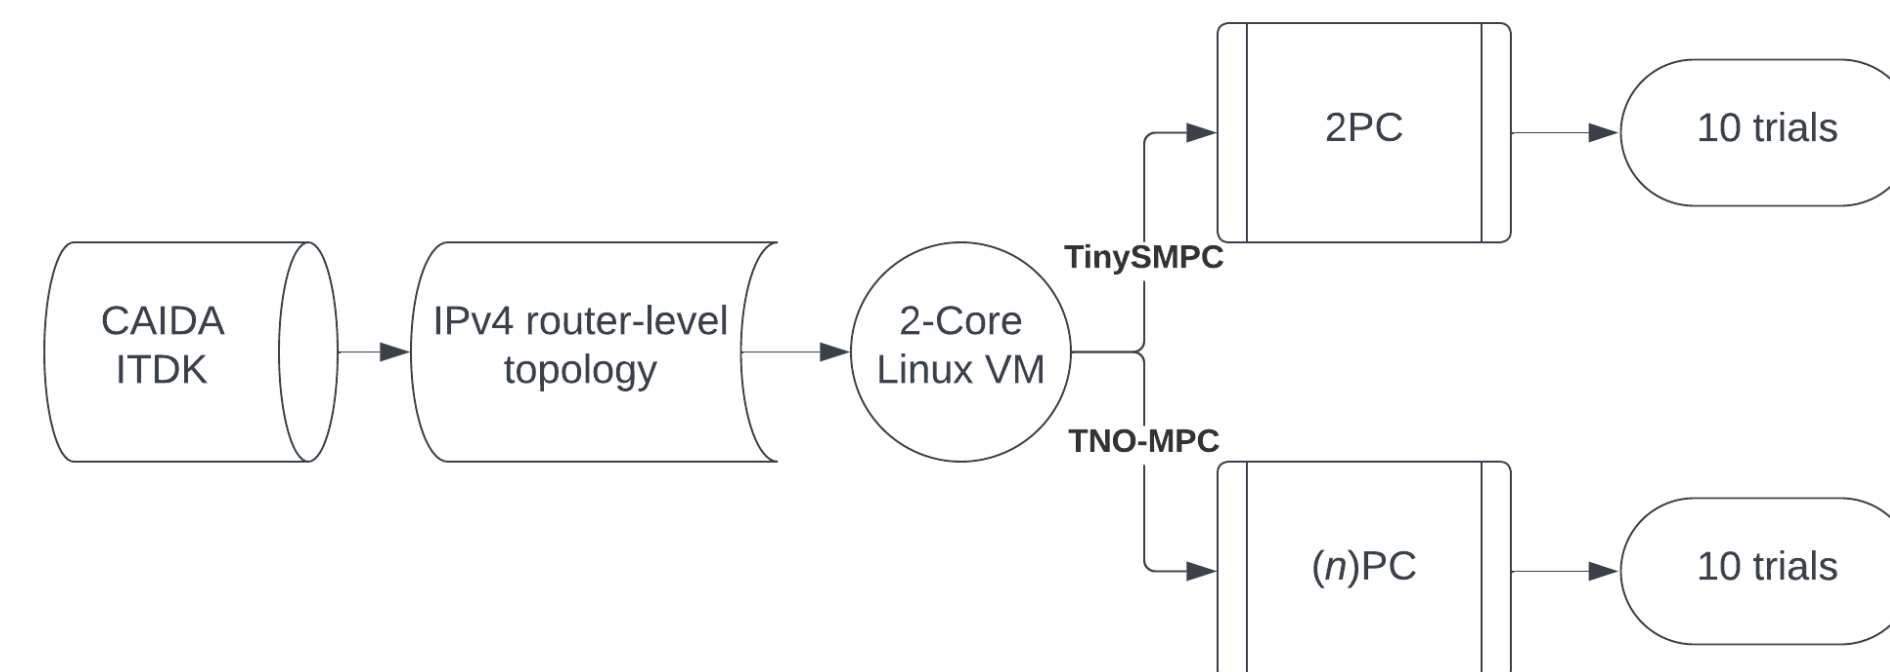 CAIDA
ITDK
IPv4 router-level
topology
2-Core
Linux VM
TinySMPC
2PC
10 trials
TNO-MPC
(n)PC
10 trials